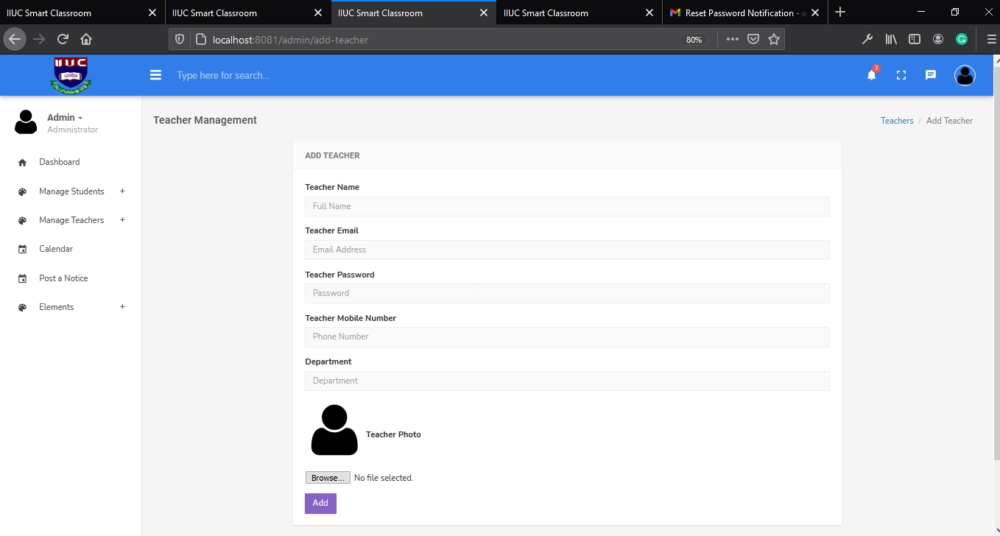 IIUC Smart Classroom
IIUC Smart Classroom
IIUC Smart Classroom
IIUC Smart Classroom
Reset Password Notification - a
localhost:8081/admin/add-teacher
80%
IIUC
Type here for search...
3
Admin
Administrator
Teacher Management
Teachers / Add Teacher
Dashboard
Manage Students +
Manage Teachers +
Calendar
Post a Notice
Elements +
ADD TEACHER
Teacher Name
Full Name
Teacher Email
Email Address
Teacher Password
Password
Teacher Mobile Number
Phone Number
Department
Department
Teacher Photo
Browse... No file selected.
Add